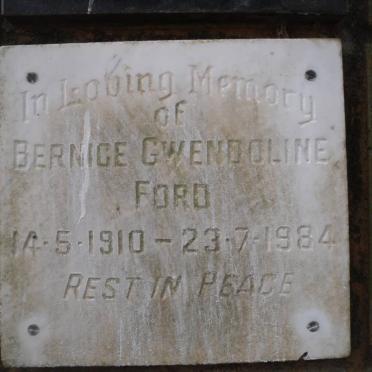 In Loving Memory
of
BERNICE GWENDOLINE
FORD
14·5·1910 – 23·7·1984
REST IN PEACE